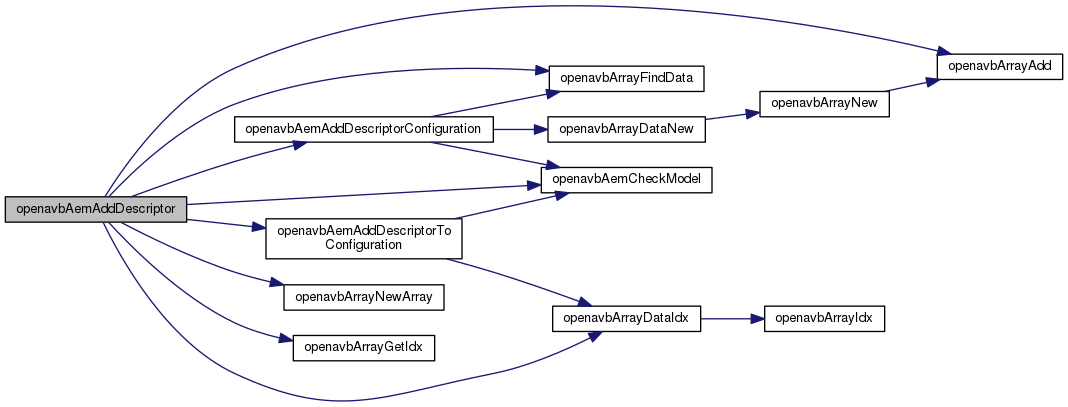 openavbAemAddDescriptor
openavbArrayAdd
openavbArrayFindData
openavbAemAddDescriptorConfiguration
openavbArrayDataNew
openavbArrayNew
openavbAemCheckModel
openavbAemAddDescriptorTo
Configuration
openavbArrayNewArray
openavbArrayDataIdx
openavbArrayIdx
openavbArrayGetIdx